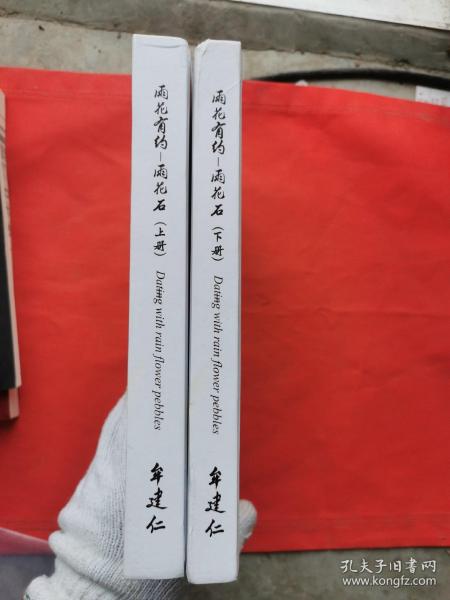 雨花有约—雨花石（上册） Dating with rain flower pebbles 牟建仁
雨花有约—雨花石（下册） Dating with rain flower pebbles 牟建仁
孔夫子旧书网
www.kongfz.com